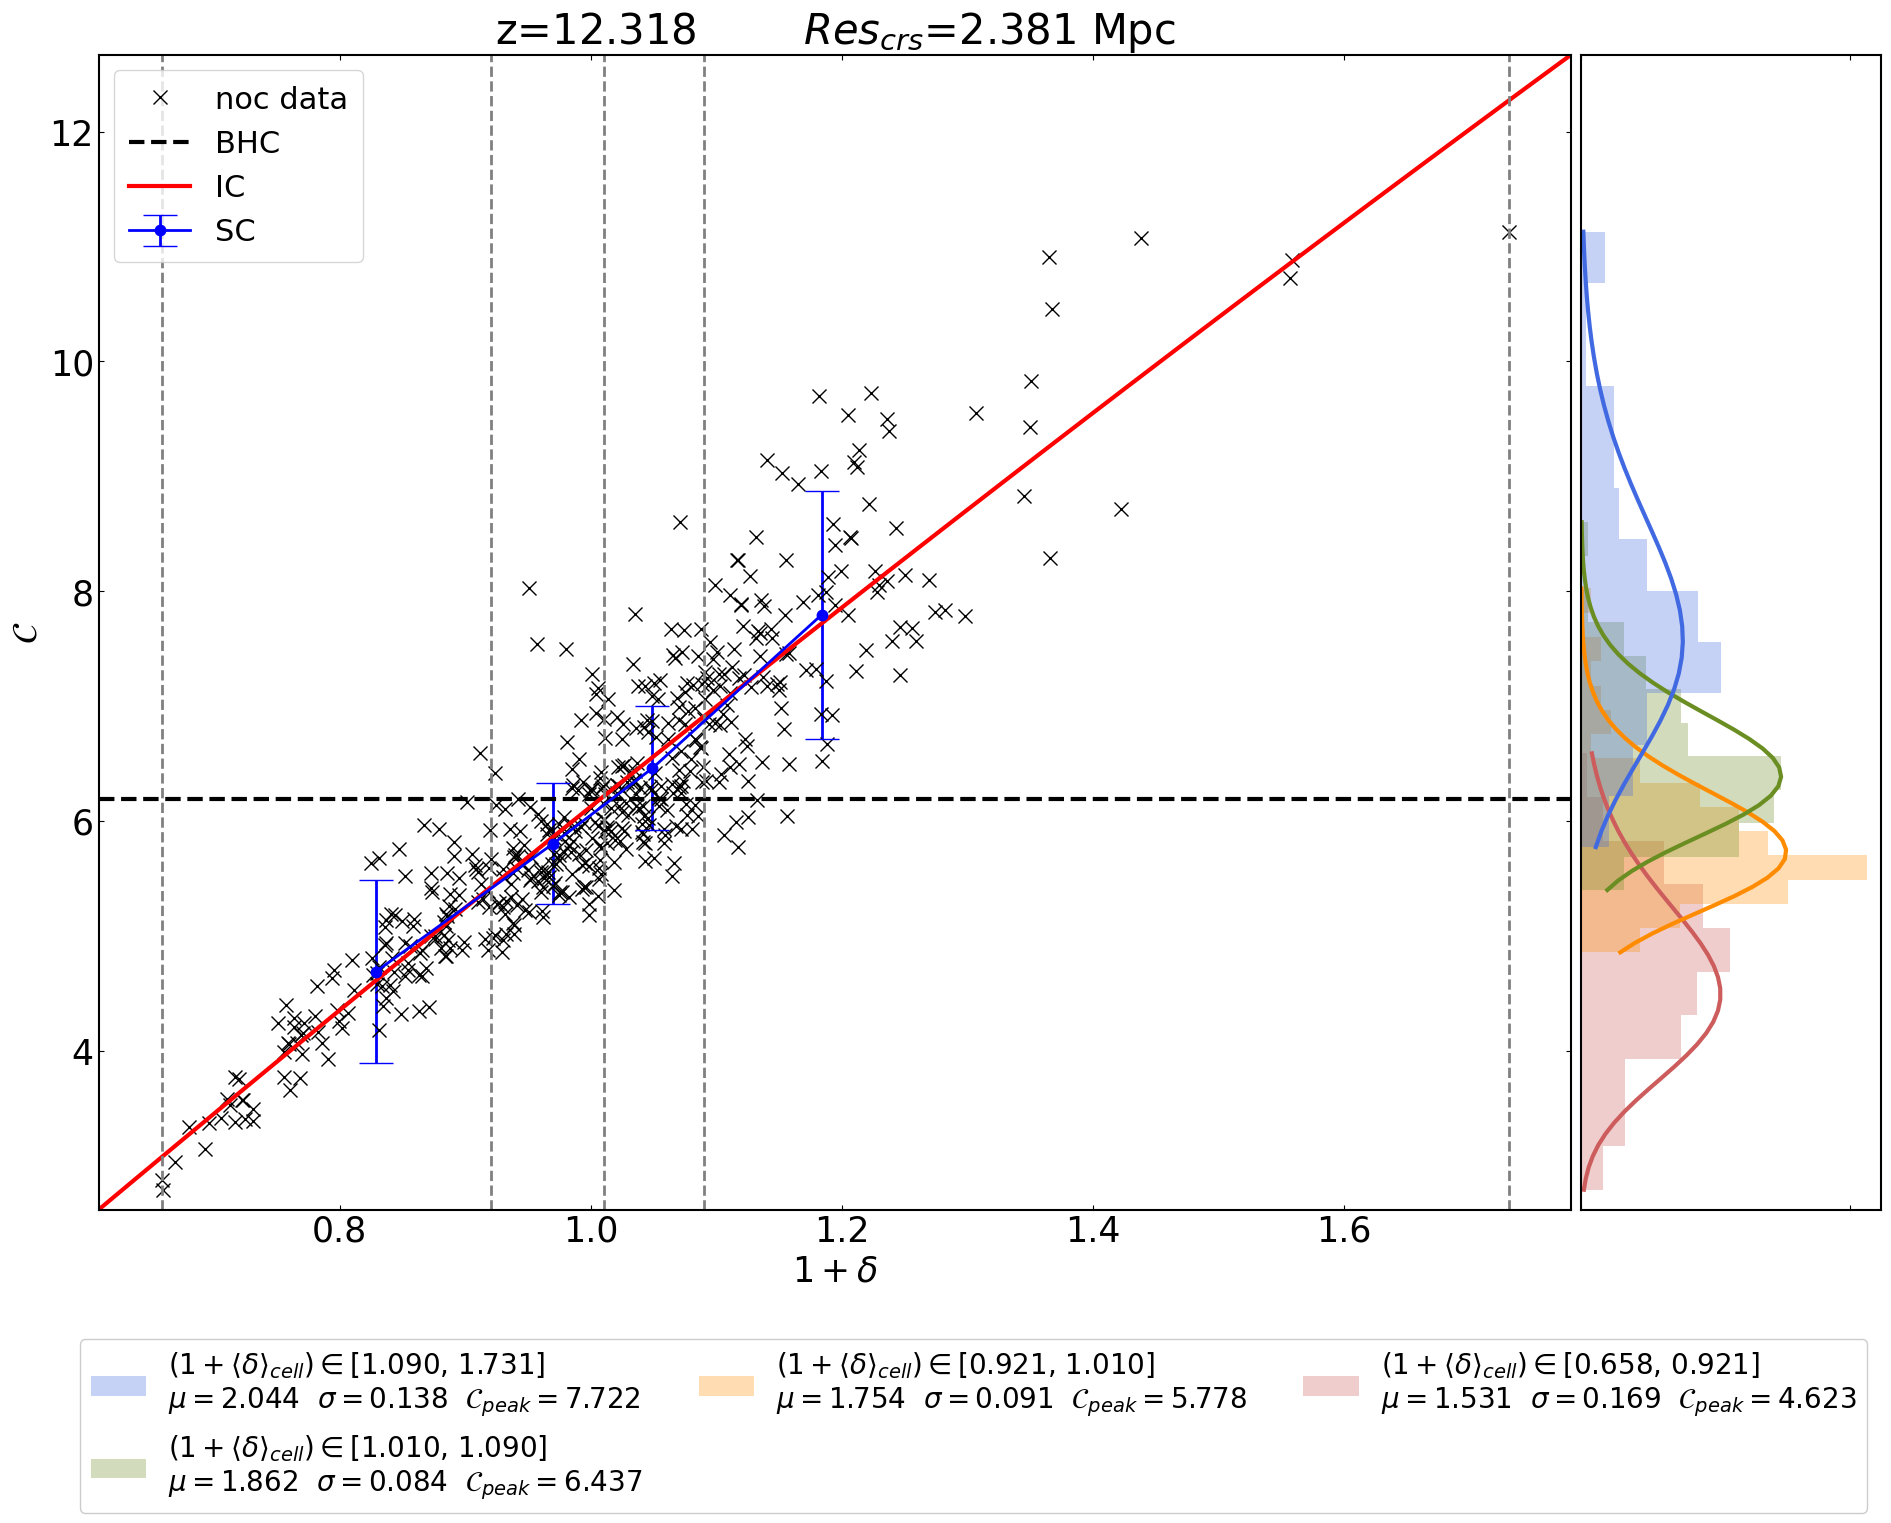 z=12.318 Res_crs=2.381 Mpc
noc data
BHC
IC
SC
12
10
8
6
4
𝒞
0.8 1.0 1.2 1.4 1.6
1 + δ
(1 + ⟨δ⟩_cell) ∈ [1.090, 1.731]
μ = 2.044 σ = 0.138 𝒞_peak = 7.722
(1 + ⟨δ⟩_cell) ∈ [1.010, 1.090]
μ = 1.862 σ = 0.084 𝒞_peak = 6.437
(1 + ⟨δ⟩_cell) ∈ [0.921, 1.010]
μ = 1.754 σ = 0.091 𝒞_peak = 5.778
(1 + ⟨δ⟩_cell) ∈ [0.658, 0.921]
μ = 1.531 σ = 0.169 𝒞_peak = 4.623